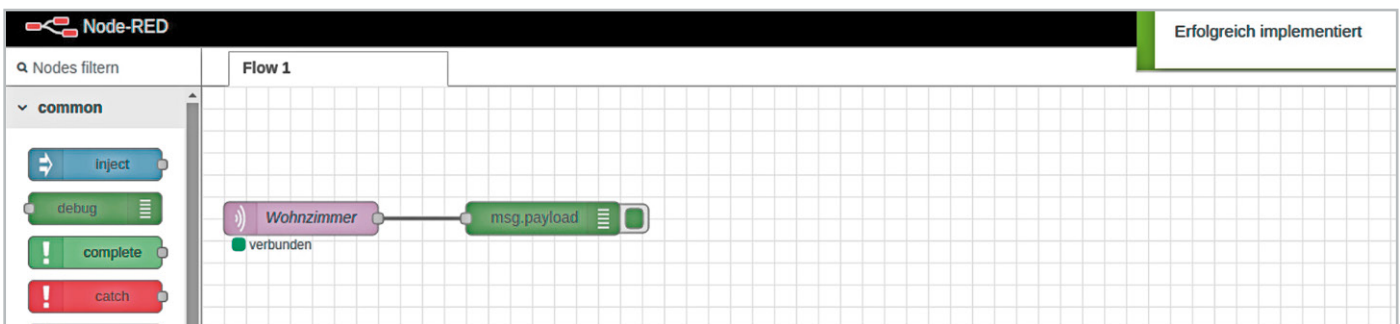 Node-RED
Erfolgreich implementiert
Nodes filtern
Flow 1
common
inject
debug
complete
catch
Wohnzimmer
msg.payload
verbunden